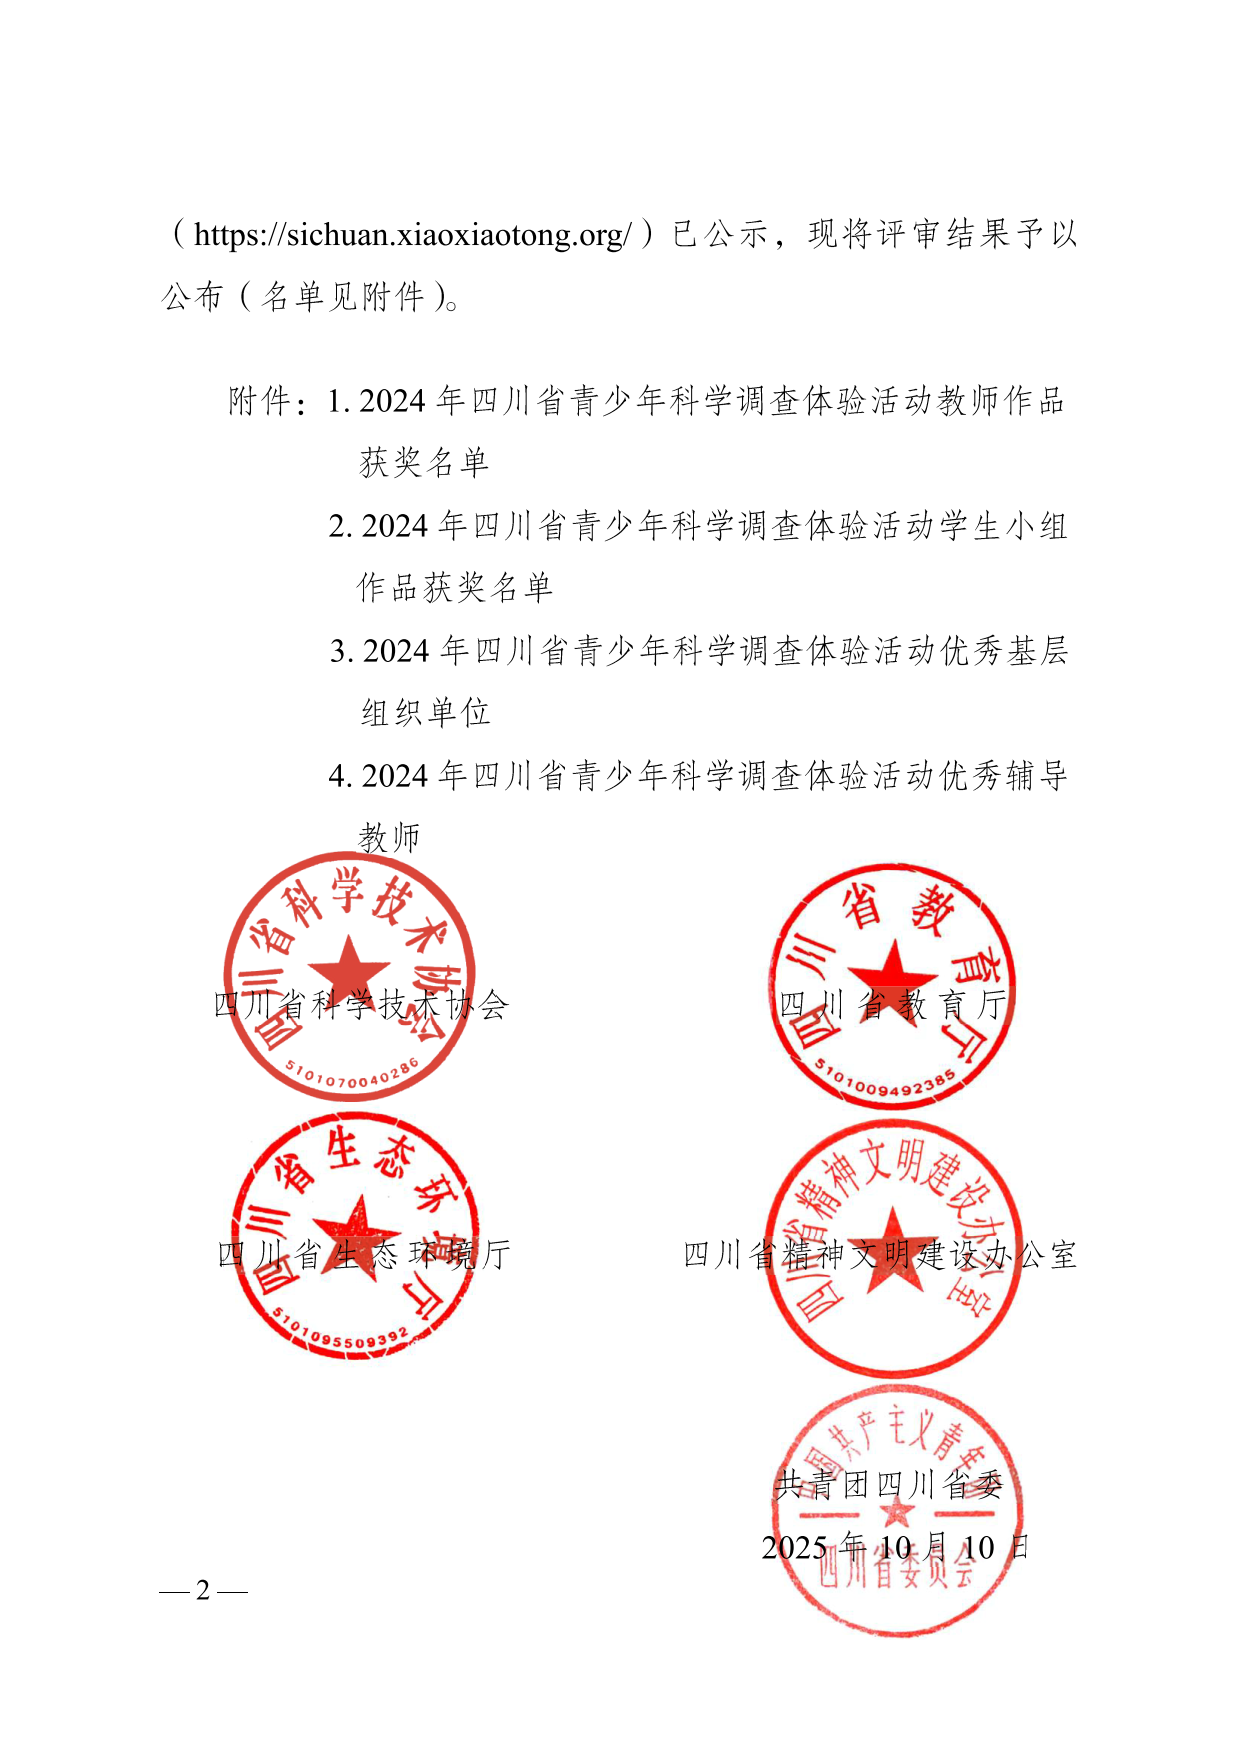 （https://sichuan.xiaoxiaotong.org/）已公示，现将评审结果予以
公布（名单见附件）。
附件：1. 2024 年四川省青少年科学调查体验活动教师作品
获奖名单
2. 2024 年四川省青少年科学调查体验活动学生小组
作品获奖名单
3. 2024 年四川省青少年科学调查体验活动优秀基层
组织单位
4. 2024 年四川省青少年科学调查体验活动优秀辅导
教师
四川省科学技术协会
5101070040286
四川省科学技术协会
四川省教育厅
5101009492385
四川省教育厅
四川省生态环境厅
5101095509392
四川省生态环境厅
四川省精神文明建设办公室
四川省精神文明建设办公室
中国共产主义青年团
四川省委员会
共青团四川省委
2025 年 10 月 10 日
— 2 —